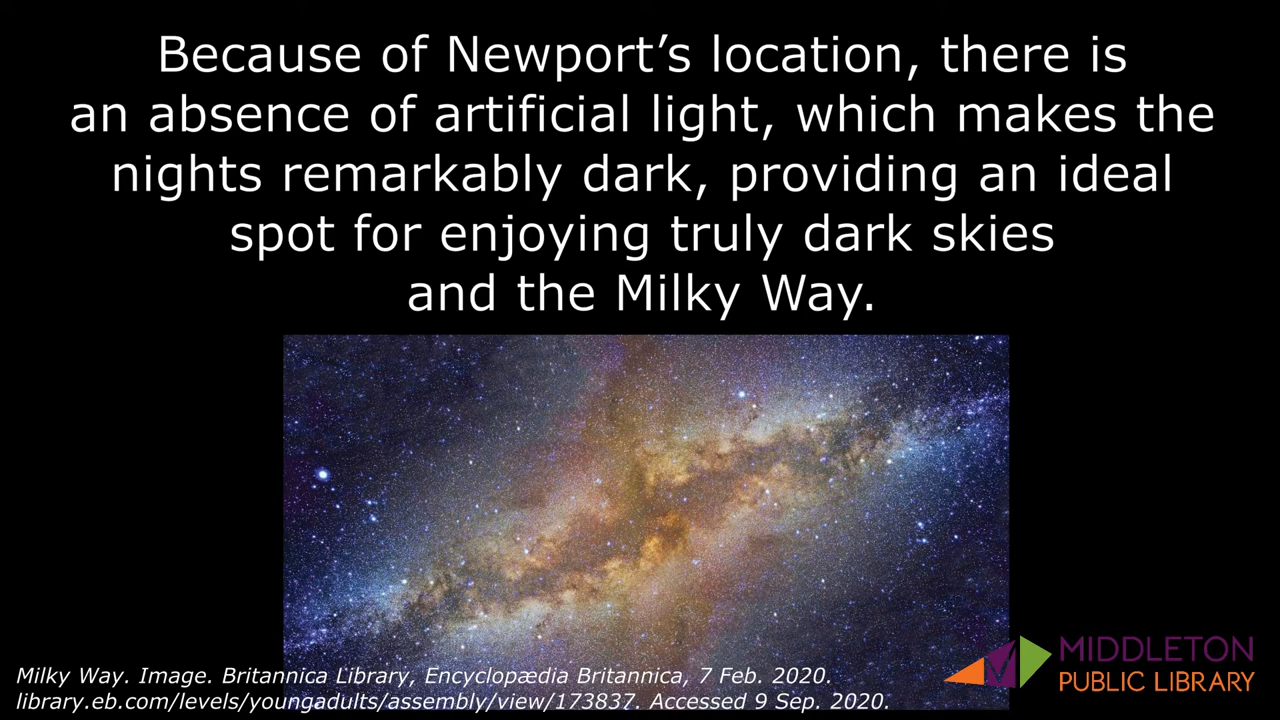 Because of Newport’s location, there is
an absence of artificial light, which makes the
nights remarkably dark, providing an ideal
spot for enjoying truly dark skies
and the Milky Way.
Milky Way. Image. Britannica Library, Encyclopædia Britannica, 7 Feb. 2020.
library.eb.com/levels/youngadults/assembly/view/173837. Accessed 9 Sep. 2020.
MIDDLETON
PUBLIC LIBRARY